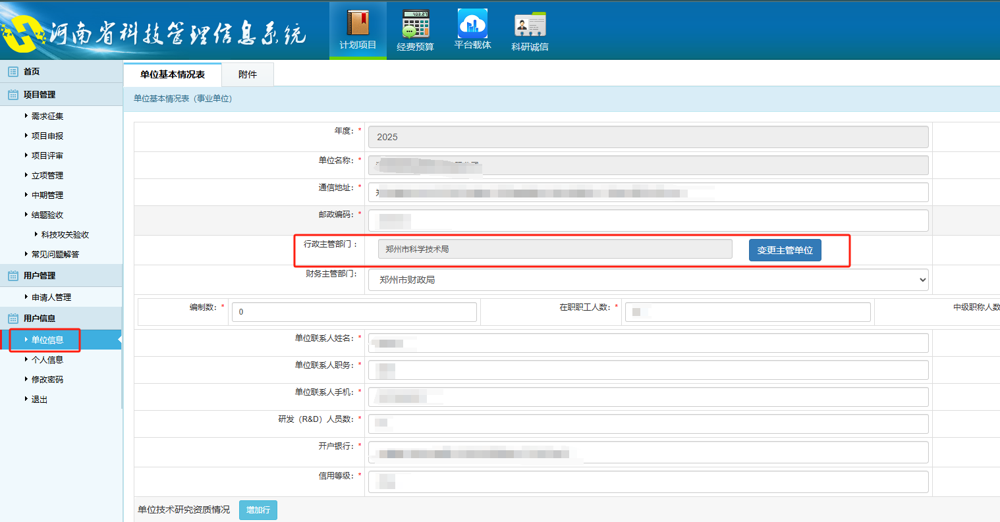 河南省科技管理信息系统
403.27
计划项目
经费预算
平台载体
科研诚信
首页
项目管理
需求征集
项目申报
项目评审
立项管理
中期管理
结题验收
科技攻关验收
常见问题解答
用户管理
申请人管理
用户信息
单位信息
个人信息
修改密码
退出
单位基本情况表
附件
单位基本情况表（事业单位）
年度: * 2025
单位名称: *
通信地址: *
邮政编码: *
行政主管部门： 郑州市科学技术局 变更主管单位
财务主管部门: 郑州市财政局
编制数: * 0 在职职工人数: * 中级职称人数
单位联系人姓名: *
单位联系人职务: *
单位联系人手机: *
研发（R&D）人员数: *
开户银行: *
信用等级: *
单位技术研究资质情况 增加行